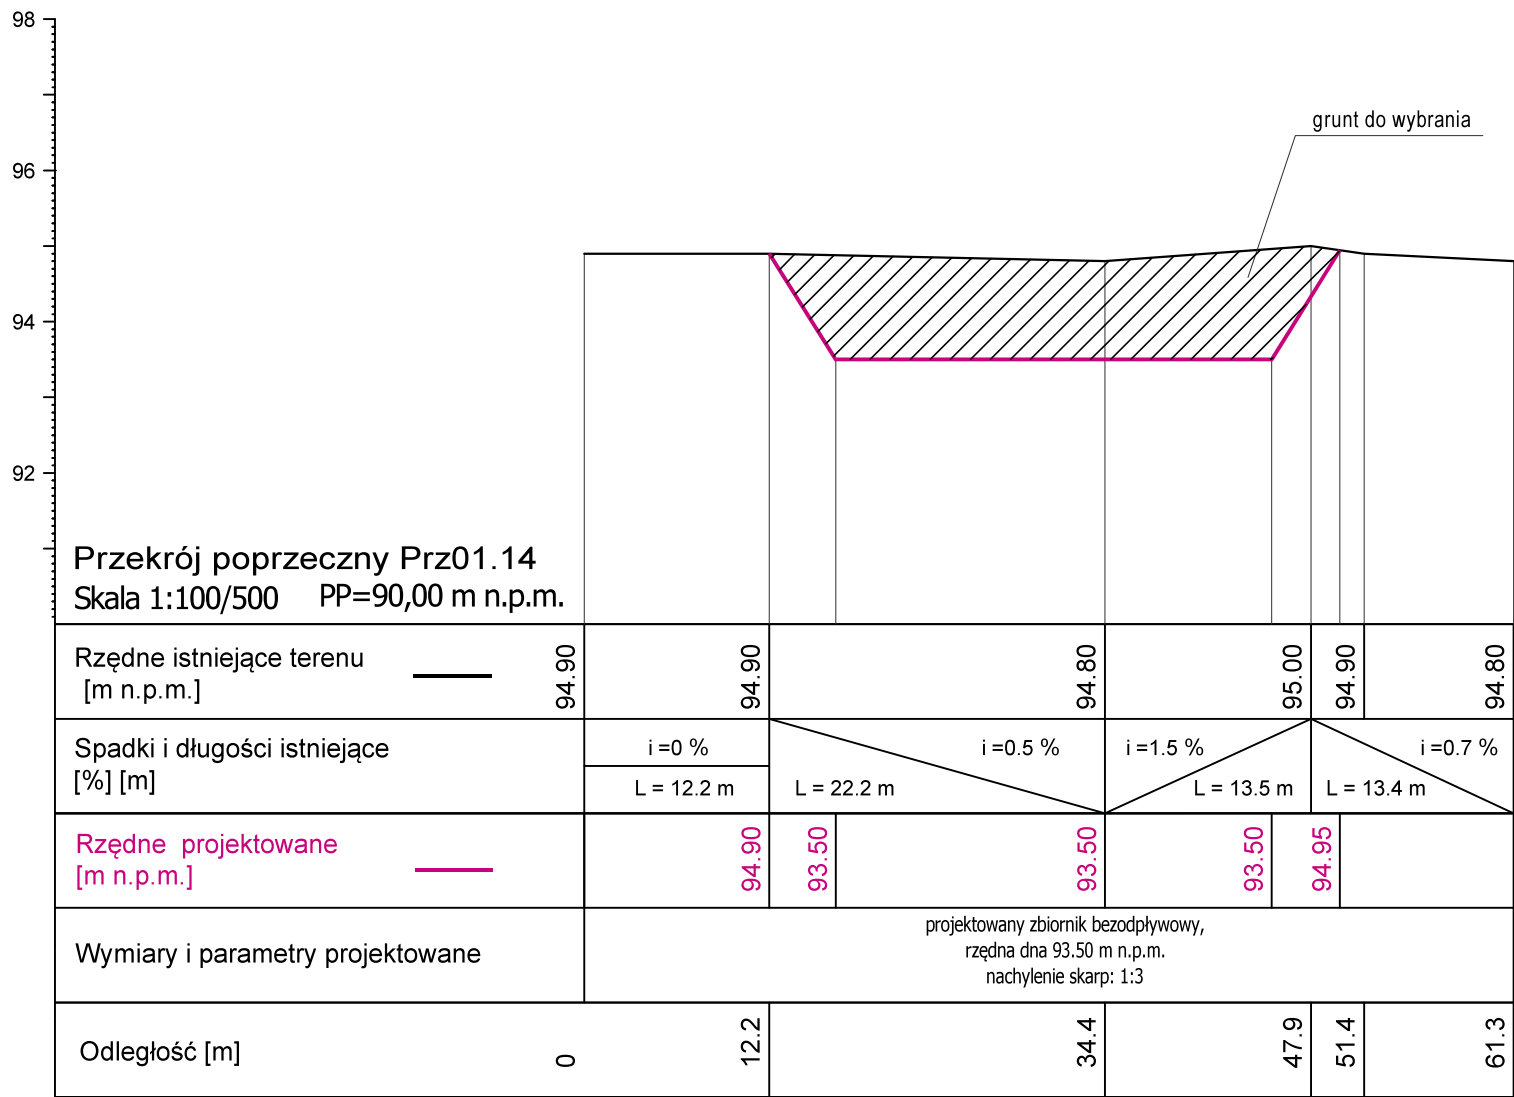 98
96
94
92
grunt do wybrania
Przekrój poprzeczny Prz01.14
Skala 1:100/500 PP=90,00 m n.p.m.
Rzędne istniejące terenu
[m n.p.m.]
94.90
94.90
94.80
95.00
94.90
94.80
Spadki i długości istniejące
[%] [m]
i =0 %
L = 12.2 m
i =0.5 %
L = 22.2 m
i =1.5 %
L = 13.5 m
i =0.7 %
L = 13.4 m
Rzędne projektowane
[m n.p.m.]
94.90
93.50
93.50
93.50
94.95
Wymiary i parametry projektowane
projektowany zbiornik bezodpływowy,
rzędna dna 93.50 m n.p.m.
nachylenie skarp: 1:3
Odległość [m]
0
12.2
34.4
47.9
51.4
61.3